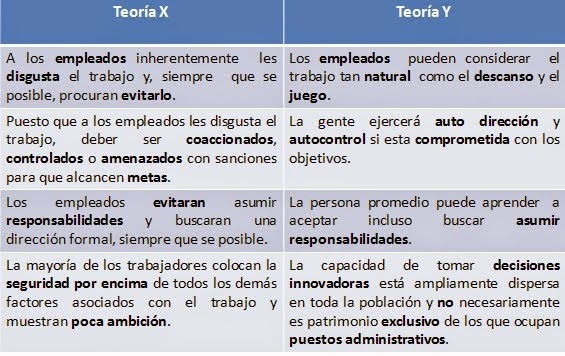 Teoría X
Teoría Y
A los empleados inherentemente les
disgusta el trabajo y, siempre que se
posible, procuran evitarlo.
Los empleados pueden considerar el
trabajo tan natural como el descanso y el
juego.
Puesto que a los empleados les disgusta el
trabajo, deber ser coaccionados,
controlados o amenazados con sanciones
para que alcancen metas.
La gente ejercerá auto dirección y
autocontrol si esta comprometida con los
objetivos.
Los empleados evitaran asumir
responsabilidades y buscaran una
dirección formal, siempre que se posible.
La persona promedio puede aprender a
aceptar incluso buscar asumir
responsabilidades.
La mayoría de los trabajadores colocan la
seguridad por encima de todos los demás
factores asociados con el trabajo y
muestran poca ambición.
La capacidad de tomar decisiones
innovadoras está ampliamente dispersa
en toda la población y no necesariamente
es patrimonio exclusivo de los que ocupan
puestos administrativos.